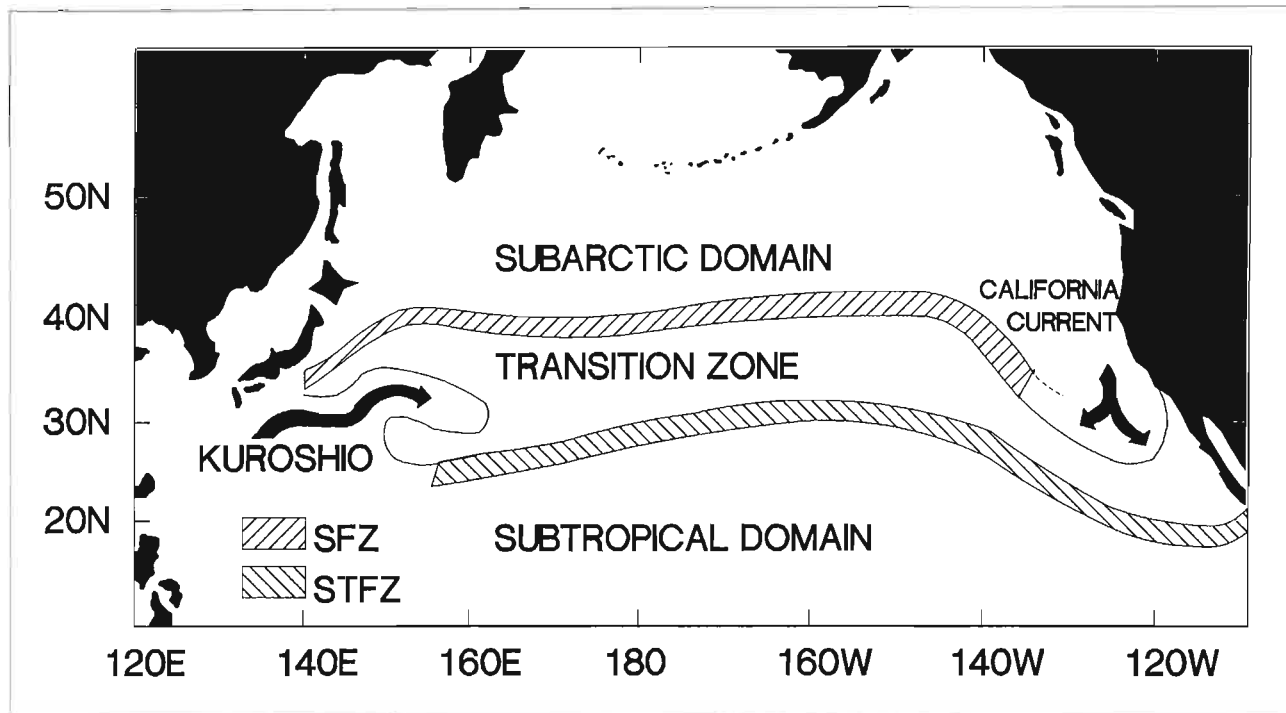 50N
40N
30N
20N
SUBARCTIC DOMAIN
CALIFORNIA
CURRENT
TRANSITION ZONE
KUROSHIO
SUBTROPICAL DOMAIN
SFZ
STFZ
120E 140E 160E 180 160W 140W 120W